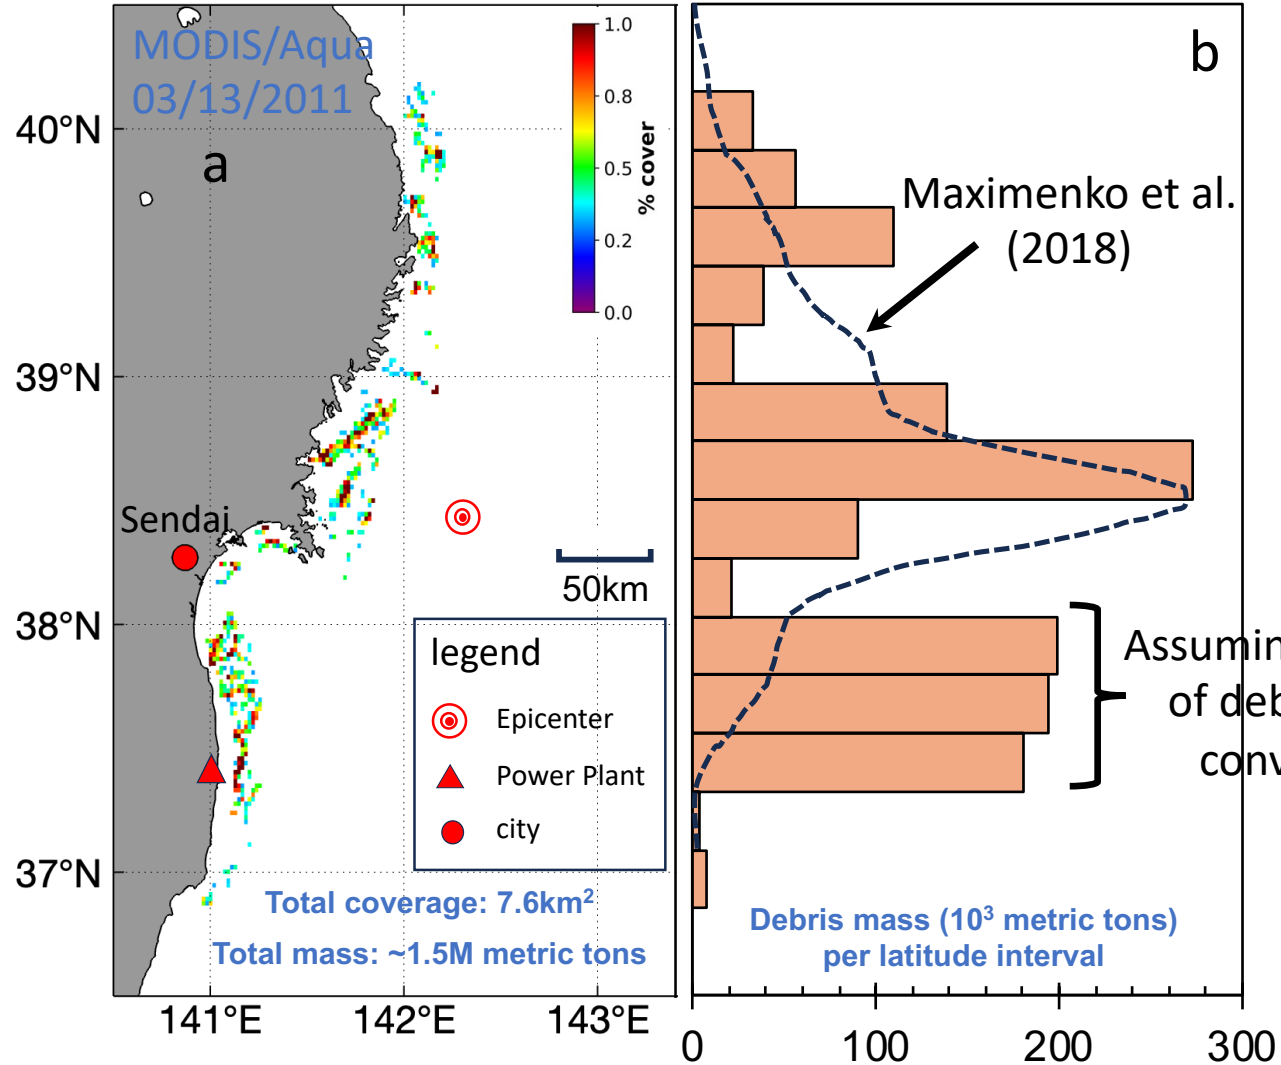 MODIS/Aqua
03/13/2011
a
40°N
39°N
38°N
37°N
141°E
142°E
143°E
1.0
0.8
0.5
0.2
0.0
% cover
Sendai
50km
legend
Epicenter
Power Plant
city
Total coverage: 7.6km²
Total mass: ~1.5M metric tons
b
Maximenko et al.
(2018)
of
Debris mass (10³ metric tons)
per latitude interval
0
100
200
300